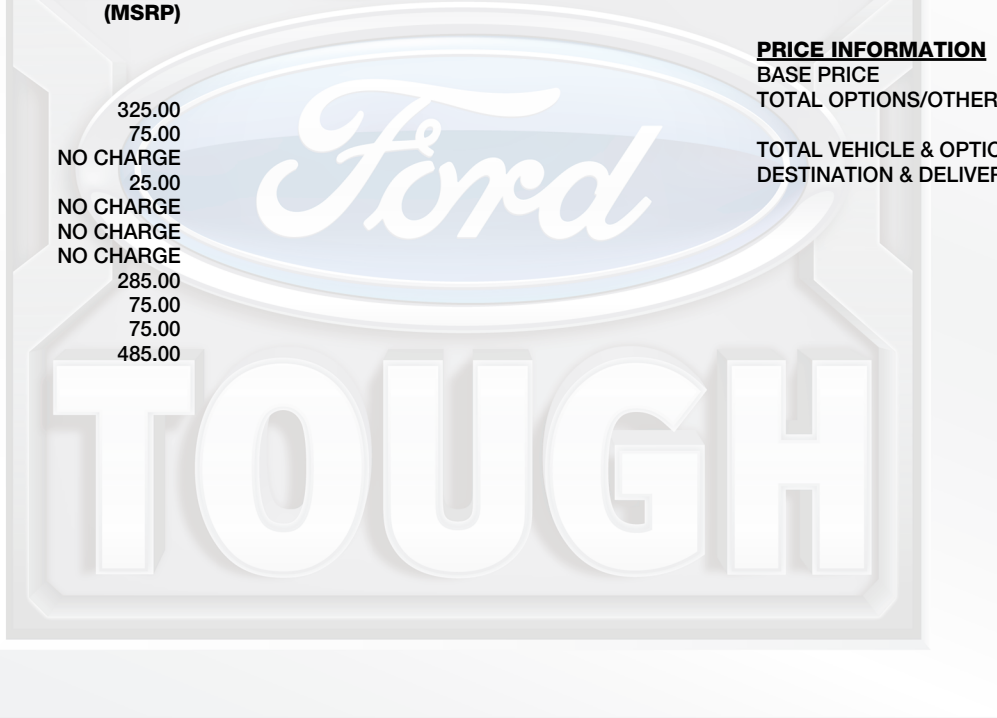 (MSRP)
325.00
75.00
NO CHARGE
25.00
NO CHARGE
NO CHARGE
NO CHARGE
285.00
75.00
75.00
485.00
PRICE INFORMATION
BASE PRICE
TOTAL OPTIONS/OTHER
TOTAL VEHICLE & OPTIO
DESTINATION & DELIVER
Ford
TOUGH